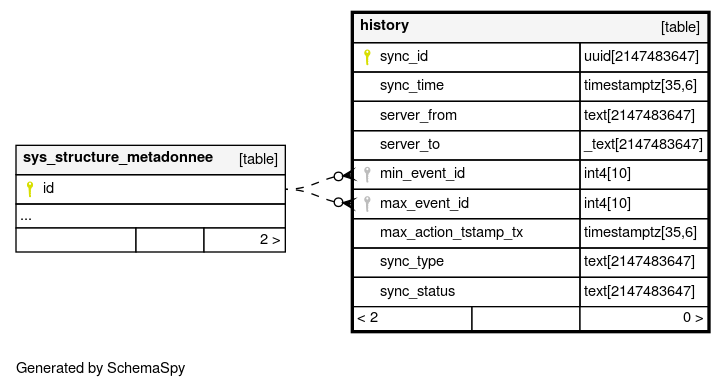 history [table]
sync_id uuid[2147483647]
sync_time timestamptz[35,6]
server_from text[2147483647]
server_to _text[2147483647]
min_event_id int4[10]
max_event_id int4[10]
max_action_tstamp_tx timestamptz[35,6]
sync_type text[2147483647]
sync_status text[2147483647]
< 2 0 >
sys_structure_metadonnee [table]
id
...
2 >
Generated by SchemaSpy